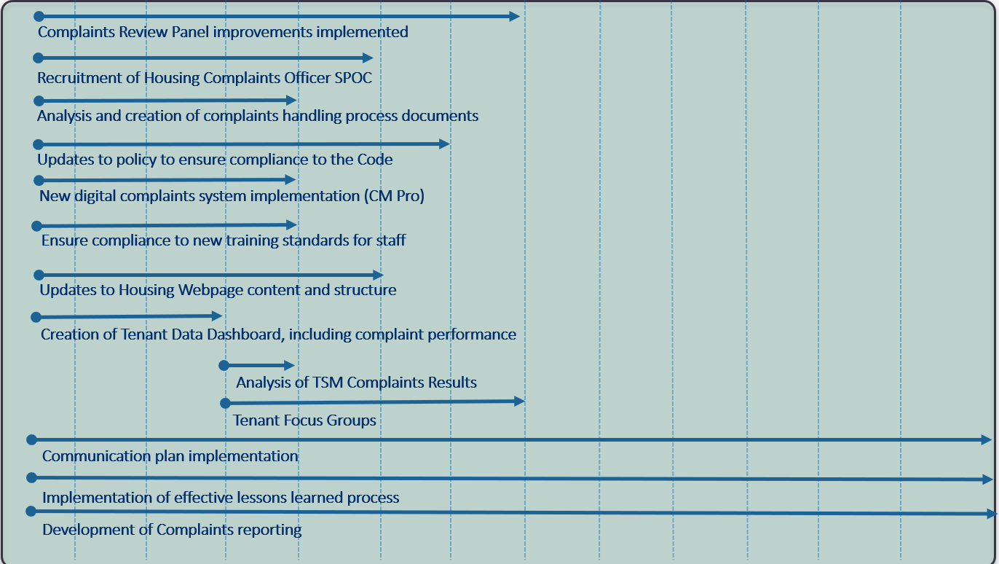 Complaints Review Panel improvements implemented
Recruitment of Housing Complaints Officer SPOC
Analysis and creation of complaints handling process documents
Updates to policy to ensure compliance to the Code
New digital complaints system implementation (CM Pro)
Ensure compliance to new training standards for staff
Updates to Housing Webpage content and structure
Creation of Tenant Data Dashboard, including complaint performance
Analysis of TSM Complaints Results
Tenant Focus Groups
Communication plan implementation
Implementation of effective lessons learned process
Development of Complaints reporting